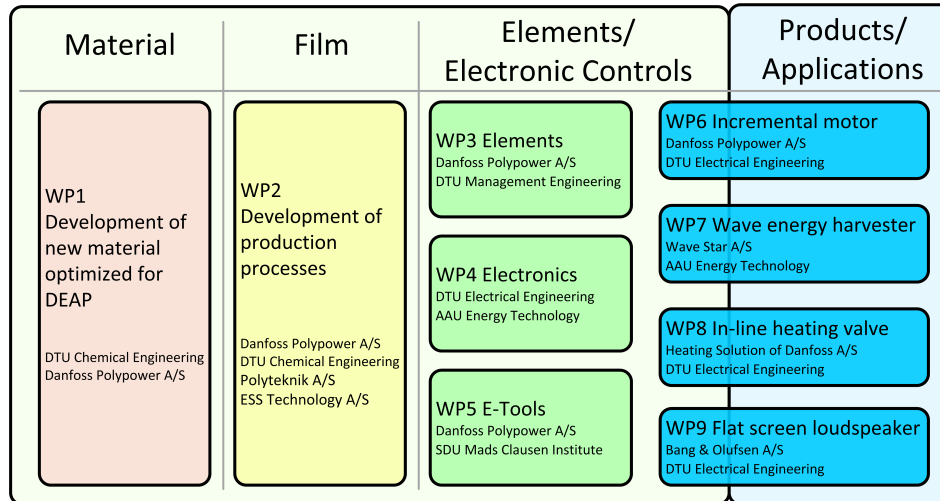 Material
Film
Elements/
Electronic Controls
Products/
Applications
WP1
Development of
new material
optimized for
DEAP
DTU Chemical Engineering
Danfoss Polypower A/S
WP2
Development of
production
processes
Danfoss Polypower A/S
DTU Chemical Engineering
Polyteknik A/S
ESS Technology A/S
WP3 Elements
Danfoss Polypower A/S
DTU Management Engineering
WP4 Electronics
DTU Electrical Engineering
AAU Energy Technology
WP5 E-Tools
Danfoss Polypower A/S
SDU Mads Clausen Institute
WP6 Incremental motor
Danfoss Polypower A/S
DTU Electrical Engineering
WP7 Wave energy harvester
Wave Star A/S
AAU Energy Technology
WP8 In-line heating valve
Heating Solution of Danfoss A/S
DTU Electrical Engineering
WP9 Flat screen loudspeaker
Bang & Olufsen A/S
DTU Electrical Engineering